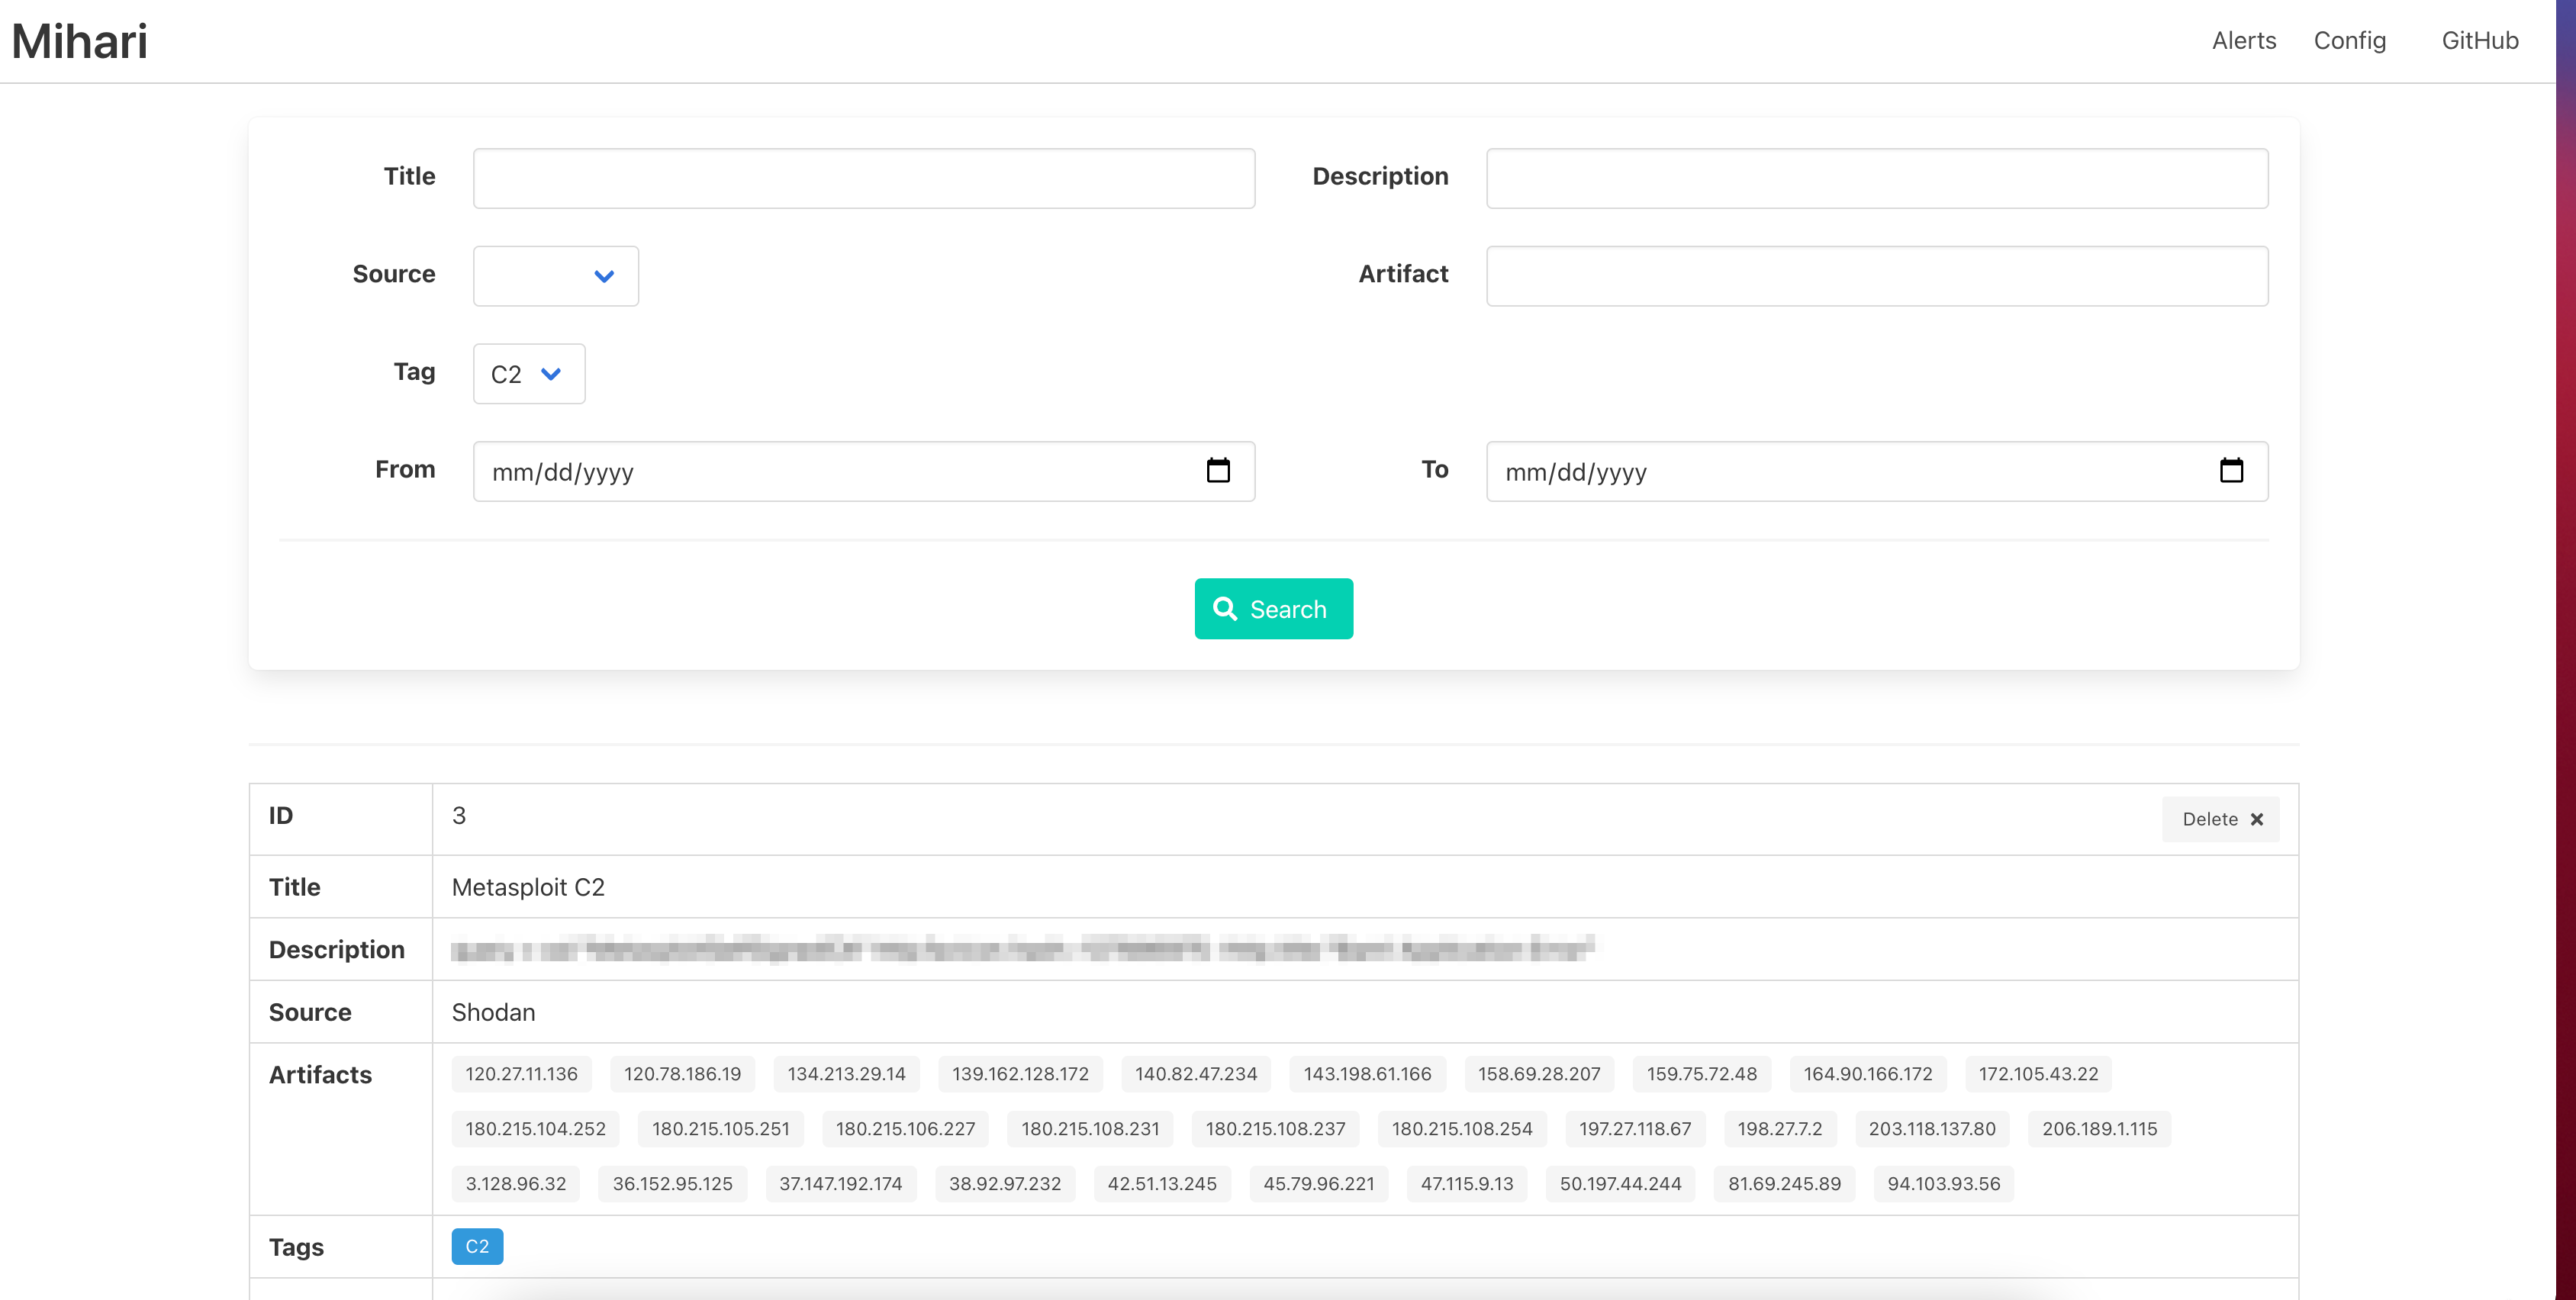 Mihari
Alerts Config GitHub
Title
Description
Source
Artifact
Tag C2
From mm/dd/yyyy
To mm/dd/yyyy
Search
ID 3 Delete
Title Metasploit C2
Description
Source Shodan
Artifacts 120.27.11.136 120.78.186.19 134.213.29.14 139.162.128.172 140.82.47.234 143.198.61.166 158.69.28.207 159.75.72.48 164.90.166.172 172.105.43.22
180.215.104.252 180.215.105.251 180.215.106.227 180.215.108.231 180.215.108.237 180.215.108.254 197.27.118.67 198.27.7.2 203.118.137.80 206.189.1.115
3.128.96.32 36.152.95.125 37.147.192.174 38.92.97.232 42.51.13.245 45.79.96.221 47.115.9.13 50.197.44.244 81.69.245.89 94.103.93.56
Tags C2